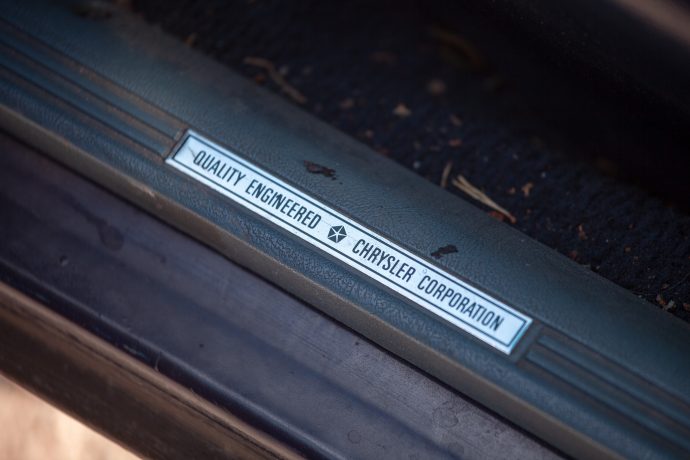 QUALITY ENGINEERED CHRYSLER CORPORATION